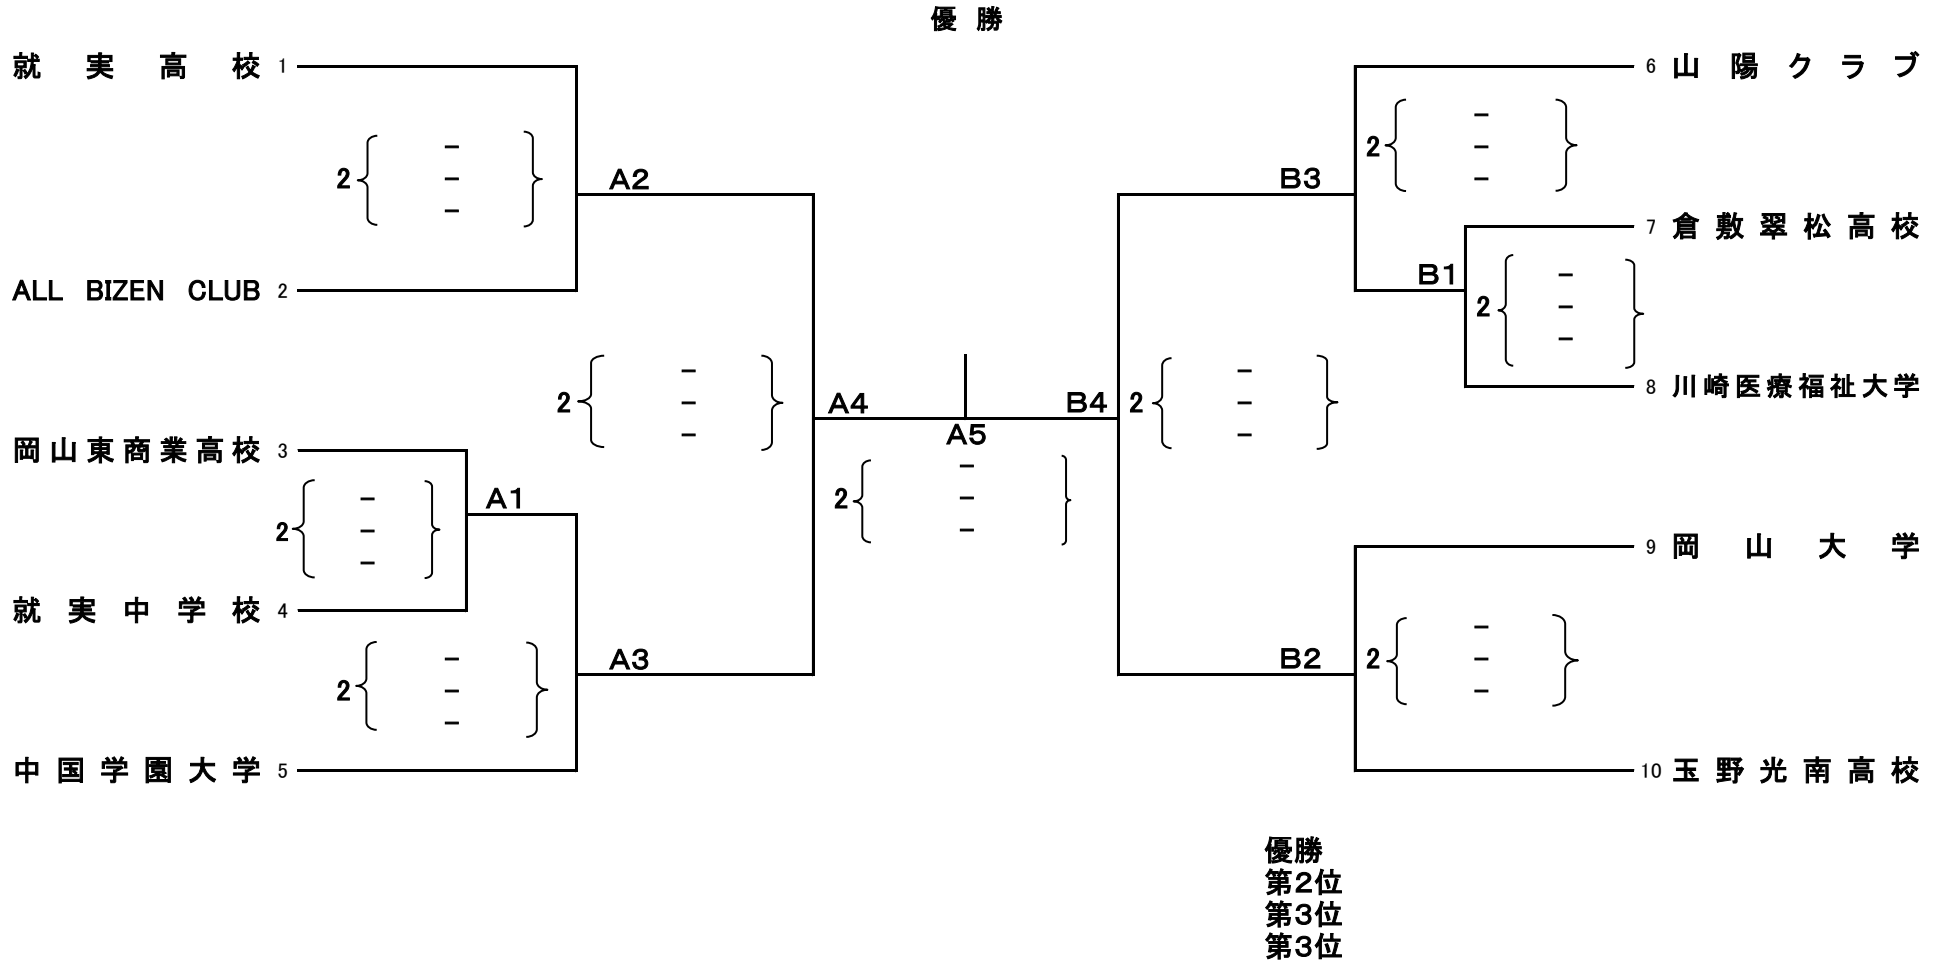 優 勝
就実高校 1
2 { - - - }
A2
ALL BIZEN CLUB 2
2 { - - - }
A4
岡山東商業高校 3
2 { - - - }
A1
就実中学校 4
2 { - - - }
A3
中国学園大学 5
A5
2 { - - - }
6 山陽クラブ
2 { - - - }
B3
7 倉敷翠松高校
B1
2 { - - - }
8 川崎医療福祉大学
B4
2 { - - - }
9 岡山大学
B2
2 { - - - }
10 玉野光南高校
優勝
第2位
第3位
第3位